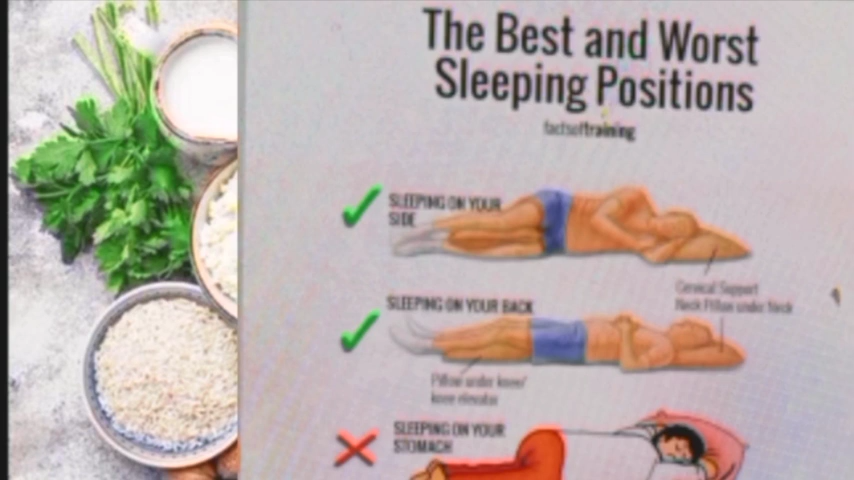 The Best and Worst
Sleeping Positions
factsoftraining
SLEEPING ON YOUR
SIDE
Cervical Support
Neck Pillow under Neck
SLEEPING ON YOUR BACK
Pillow under knee/
knee elevator
SLEEPING ON YOUR
STOMACH